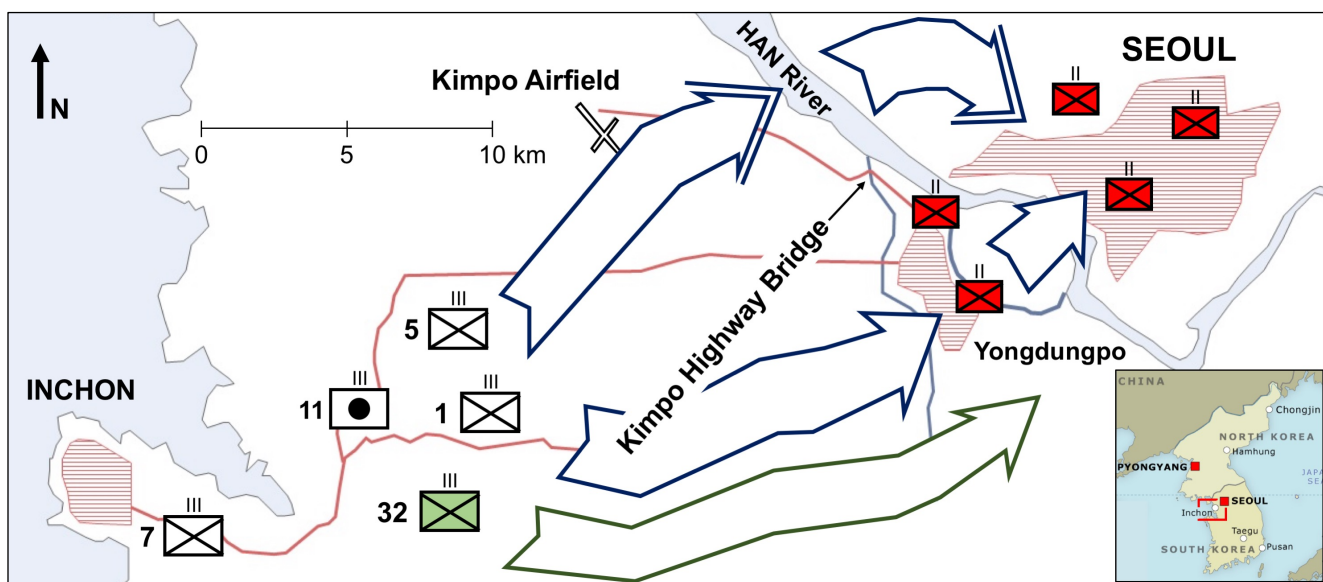 N
Kimpo Airfield
HAN River
SEOUL
II
II
II
II
II
0
5
10 km
Kimpo Highway Bridge
III
5
INCHON
III
11
III
1
III
32
III
7
Yongdungpo
CHINA
Chongjin
NORTH KOREA
Hamhung
PYONGYANG
JAPA
SEA
SEOUL
Inchon
Taegu
SOUTH KOREA
Pusan